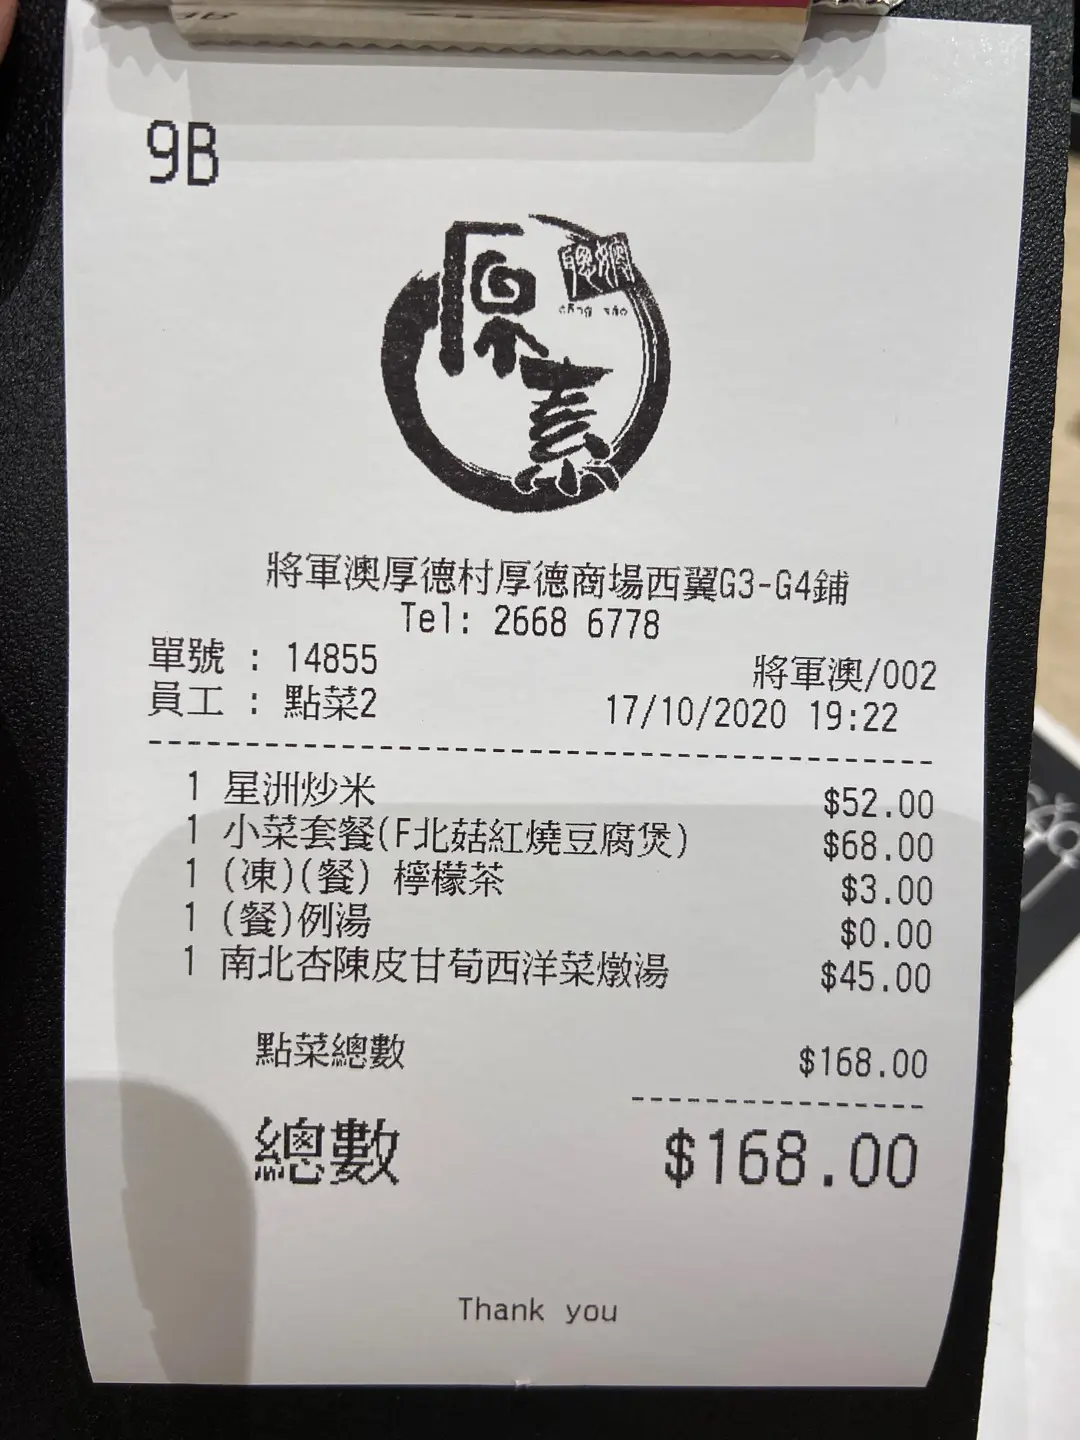 9B
原素
cōng sǎo
將軍澳厚德村厚德商場西翼G3-G4鋪
Tel: 2668 6778
單號 : 14855
將軍澳/002
員工 : 點菜2
17/10/2020 19:22
1 星洲炒米 $52.00
1 小菜套餐(F北菇紅燒豆腐煲) $68.00
1 (凍)(餐) 檸檬茶 $3.00
1 (餐)例湯 $0.00
1 南北杏陳皮甘荀西洋菜燉湯 $45.00
點菜總數 $168.00
總數 $168.00
Thank you